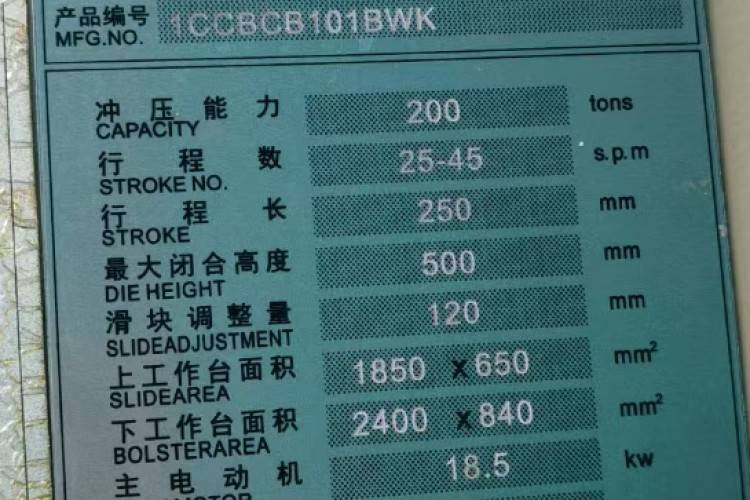 产品编号 1CCBCB101BWK
MFG.NO.
冲压能力 200 tons
CAPACITY
行程数 25-45 s.p.m
STROKE NO.
行程长 250 mm
STROKE
最大闭合高度 500 mm
DIE HEIGHT
滑块调整量 120 mm
SLIDEADJUSTMENT
上工作台面积 1850 x 650 mm²
SLIDEAREA
下工作台面积 2400 x 840 mm²
BOLSTERAREA
主电动机 18.5 kw